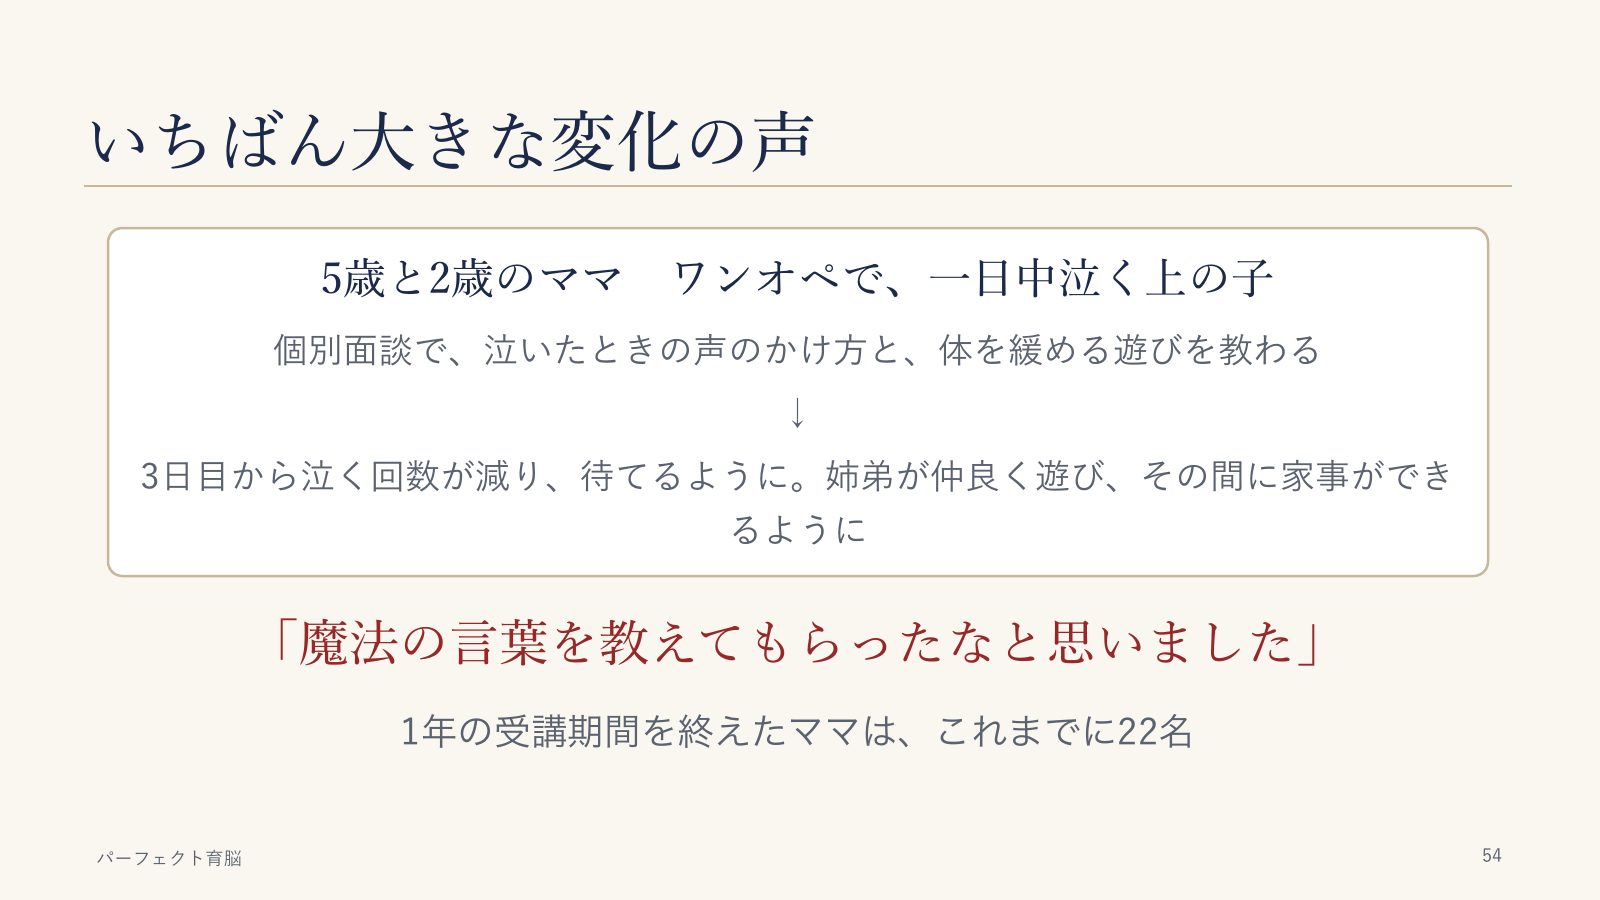 いちばん大きな変化の声
5歳と2歳のママ　ワンオペで、一日中泣く上の子
個別面談で、泣いたときの声のかけ方と、体を緩める遊びを教わる
↓
3日目から泣く回数が減り、待てるように。姉弟が仲良く遊び、その間に家事ができ
るように
「魔法の言葉を教えてもらったなと思いました」
1年の受講期間を終えたママは、これまでに22名
パーフェクト育脳
54